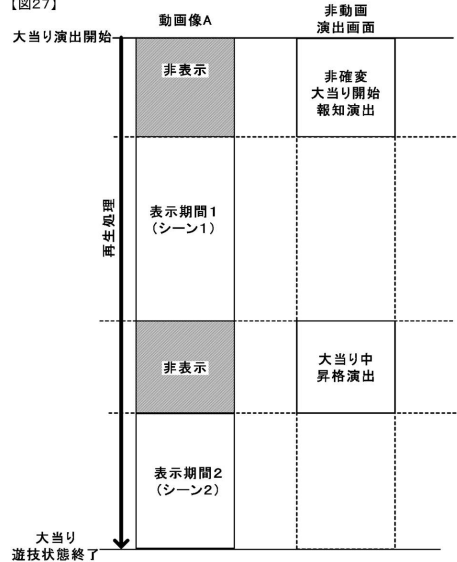 【図27】
動画像A
非動画
演出画面
大当り演出開始
非表示
非確変
大当り開始
報知演出
再生処理
表示期間1
(シーン1)
非表示
大当り中
昇格演出
表示期間2
(シーン2)
大当り
遊技状態終了